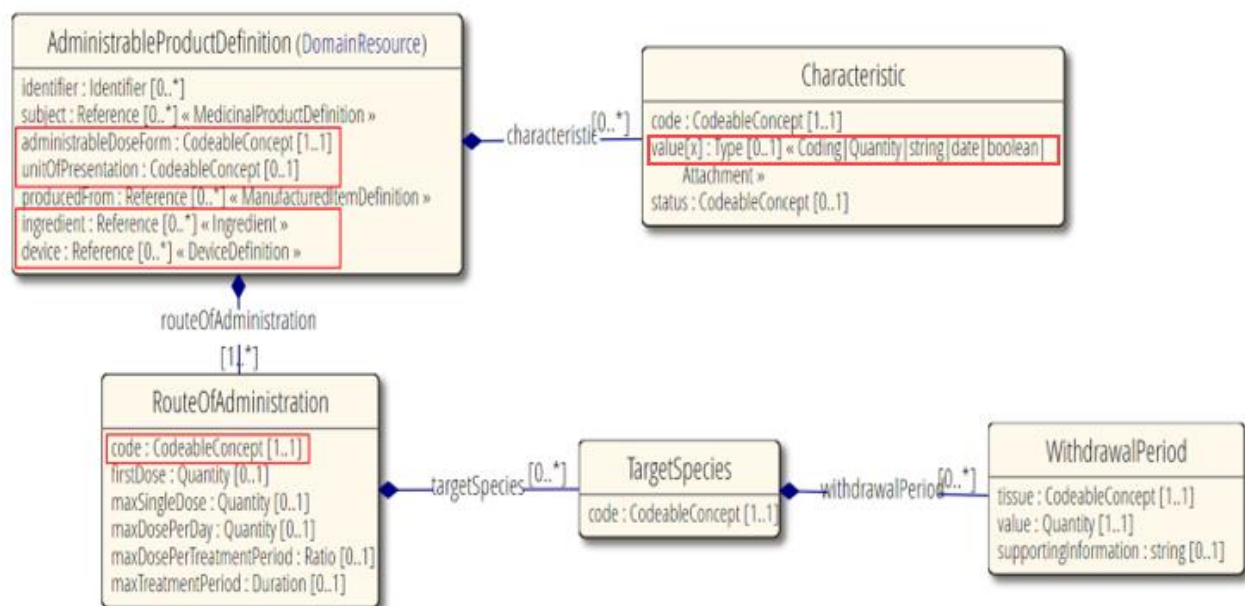 AdministrableProductDefinition (DomainResource)
identifier : Identifier [0..*]
subject : Reference [0..*] « MedicinalProductDefinition »
administrableDoseForm : CodeableConcept [1..1]
unitOfPresentation : CodeableConcept [0..1]
producedFrom : Reference [0..*] « ManufacturedItemDefinition »
ingredient : Reference [0..*] « Ingredient »
device : Reference [0..*] « DeviceDefinition »
characteristic [0..*]
Characteristic
code : CodeableConcept [1..1]
value[x] : Type [0..1] « Coding|Quantity|string|date|boolean|
Attachment »
status : CodeableConcept [0..1]
routeOfAdministration
[1..*]
RouteOfAdministration
code : CodeableConcept [1..1]
firstDose : Quantity [0..1]
maxSingleDose : Quantity [0..1]
maxDosePerDay : Quantity [0..1]
maxDosePerTreatmentPeriod : Ratio [0..1]
maxTreatmentPeriod : Duration [0..1]
targetSpecies [0..*]
TargetSpecies
code : CodeableConcept [1..1]
withdrawalPeriod [0..*]
WithdrawalPeriod
tissue : CodeableConcept [1..1]
value : Quantity [1..1]
supportingInformation : string [0..1]